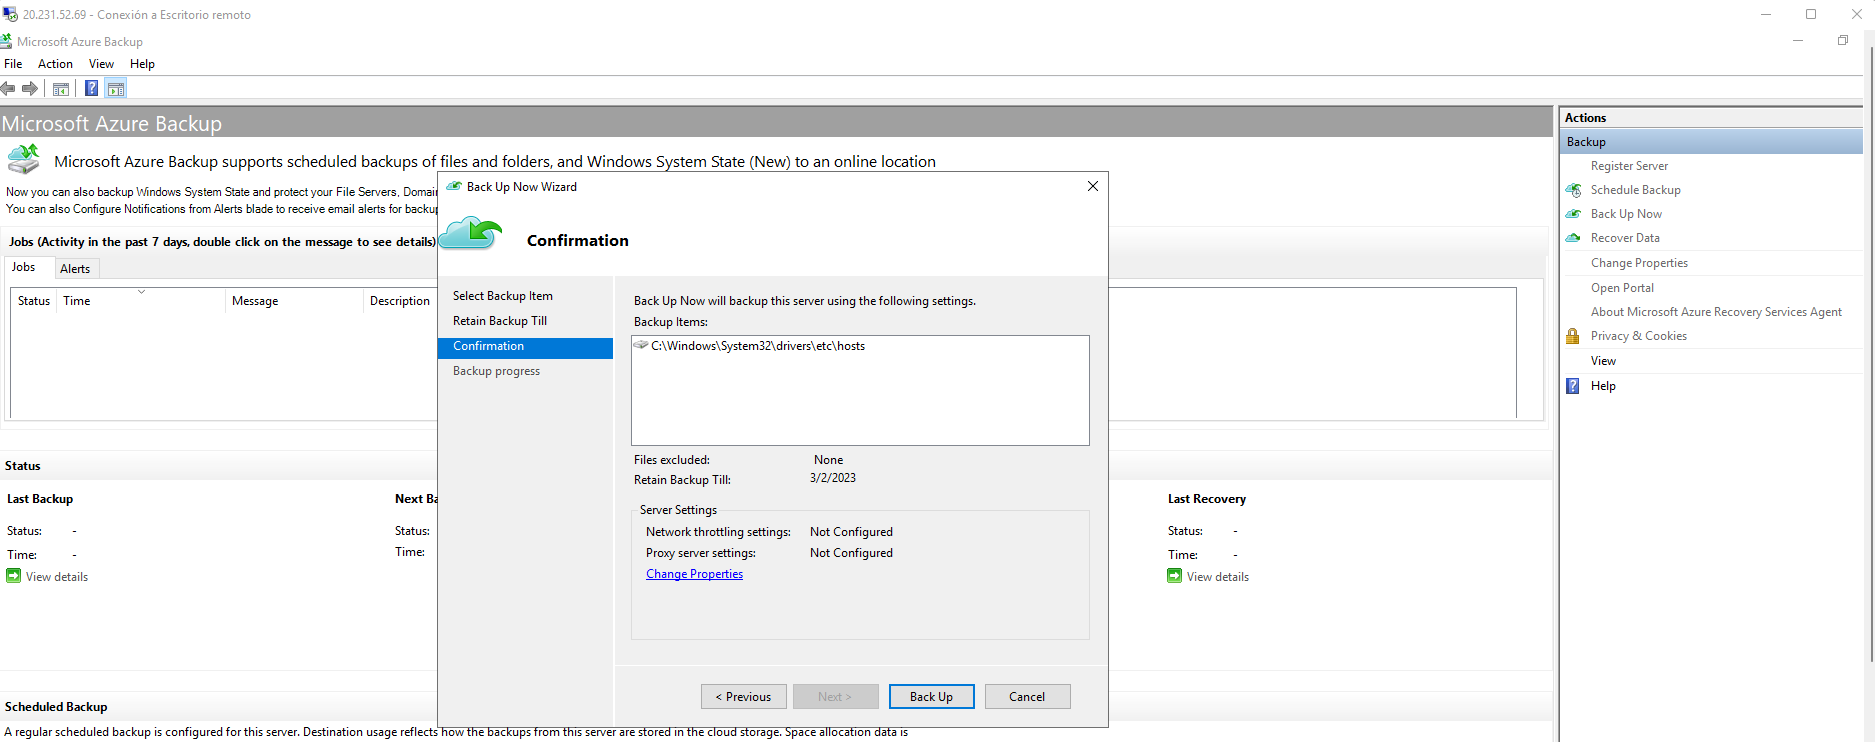 20.231.52.69 - Conexión a Escritorio remoto
Microsoft Azure Backup
File Action View Help
Microsoft Azure Backup
Microsoft Azure Backup supports scheduled backups of files and folders, and Windows System State (New) to an online location
Now you can also backup Windows System State and protect your File Servers, Domai
You can also Configure Notifications from Alerts blade to receive email alerts for backup
Jobs (Activity in the past 7 days, double click on the message to see details)
Jobs Alerts
Status Time Message Description
Status
Last Backup
Status: -
Time: -
View details
Next Ba
Status:
Time:
Last Recovery
Status: -
Time: -
View details
Scheduled Backup
A regular scheduled backup is configured for this server. Destination usage reflects how the backups from this server are stored in the cloud storage. Space allocation data is
Back Up Now Wizard
Confirmation
Select Backup Item
Retain Backup Till
Confirmation
Backup progress
Back Up Now will backup this server using the following settings.
Backup Items:
C:\Windows\System32\drivers\etc\hosts
Files excluded: None
Retain Backup Till: 3/2/2023
Server Settings
Network throttling settings: Not Configured
Proxy server settings: Not Configured
Change Properties
< Previous Next > Back Up Cancel
Actions
Backup
Register Server
Schedule Backup
Back Up Now
Recover Data
Change Properties
Open Portal
About Microsoft Azure Recovery Services Agent
Privacy & Cookies
View
Help